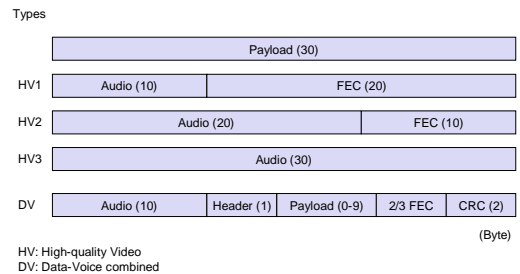 Types
Payload (30)
HV1 Audio (10) FEC (20)
HV2 Audio (20) FEC (10)
HV3 Audio (30)
DV Audio (10) Header (1) Payload (0-9) 2/3 FEC CRC (2)
(Byte)
HV: High-quality Video
DV: Data-Voice combined